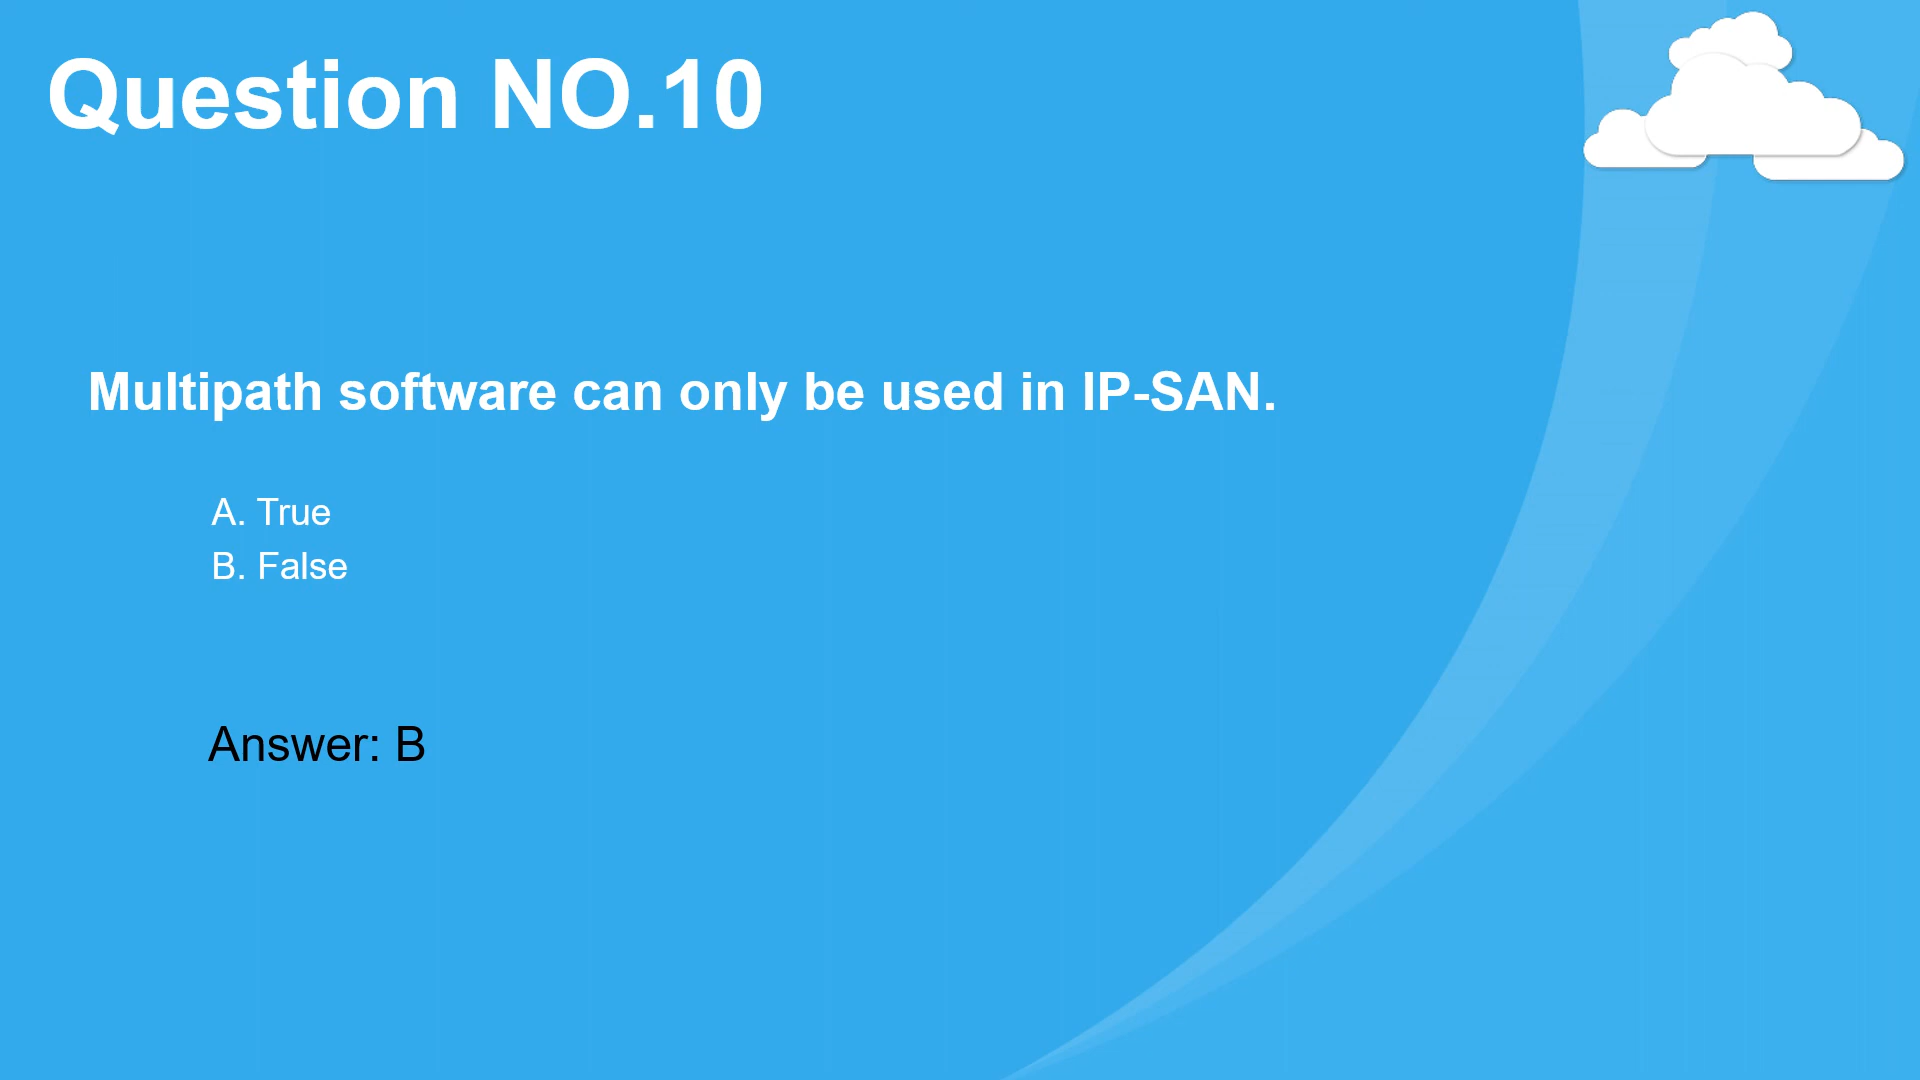 Question NO.10
Multipath software can only be used in IP-SAN.
A. True
B. False
Answer: B